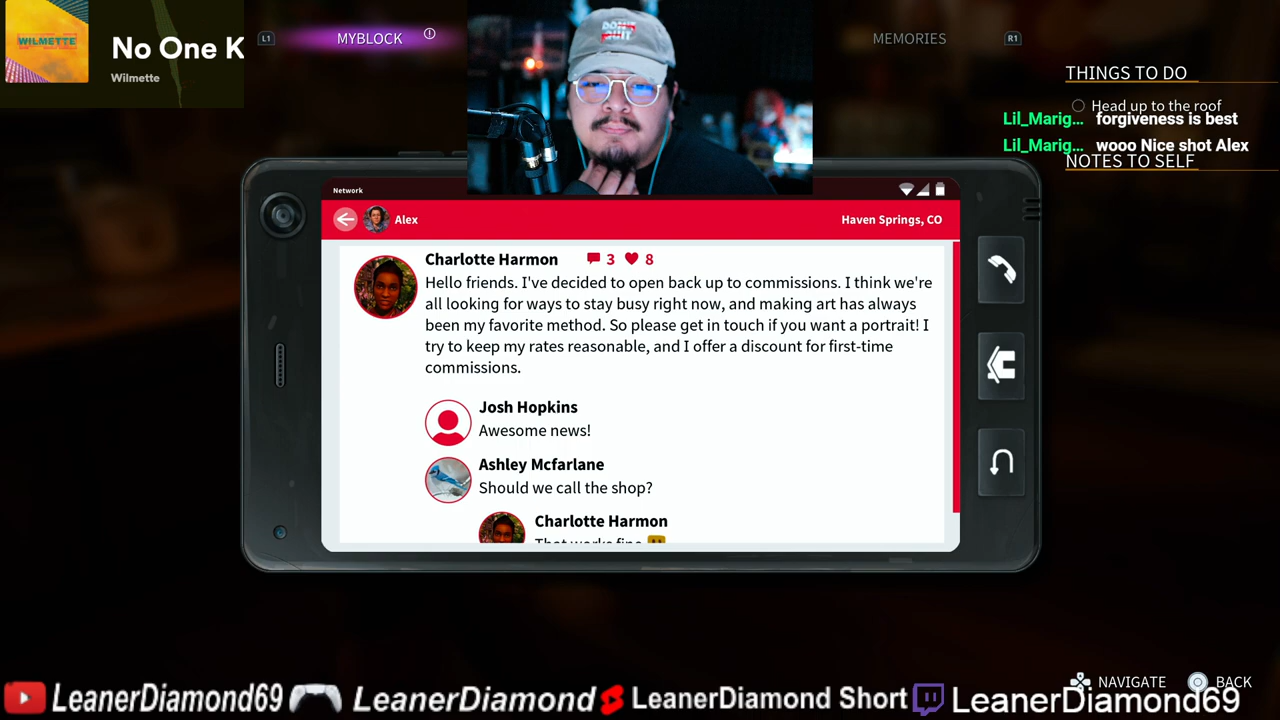 WILMETTE
No One K
Wilmette
L1
MYBLOCK
MEMORIES
R1
THINGS TO DO
Head up to the roof
Lil_Marig... forgiveness is best
Lil_Marig... wooo Nice shot Alex
NOTES TO SELF
Network
Alex
Haven Springs, CO
Charlotte Harmon 3 8
Hello friends. I've decided to open back up to commissions. I think we're
all looking for ways to stay busy right now, and making art has always
been my favorite method. So please get in touch if you want a portrait! I
try to keep my rates reasonable, and I offer a discount for first-time
commissions.
Josh Hopkins
Awesome news!
Ashley Mcfarlane
Should we call the shop?
Charlotte Harmon
That works fine
NAVIGATE
BACK
LeanerDiamond69
LeanerDiamond
LeanerDiamond Short
LeanerDiamond69